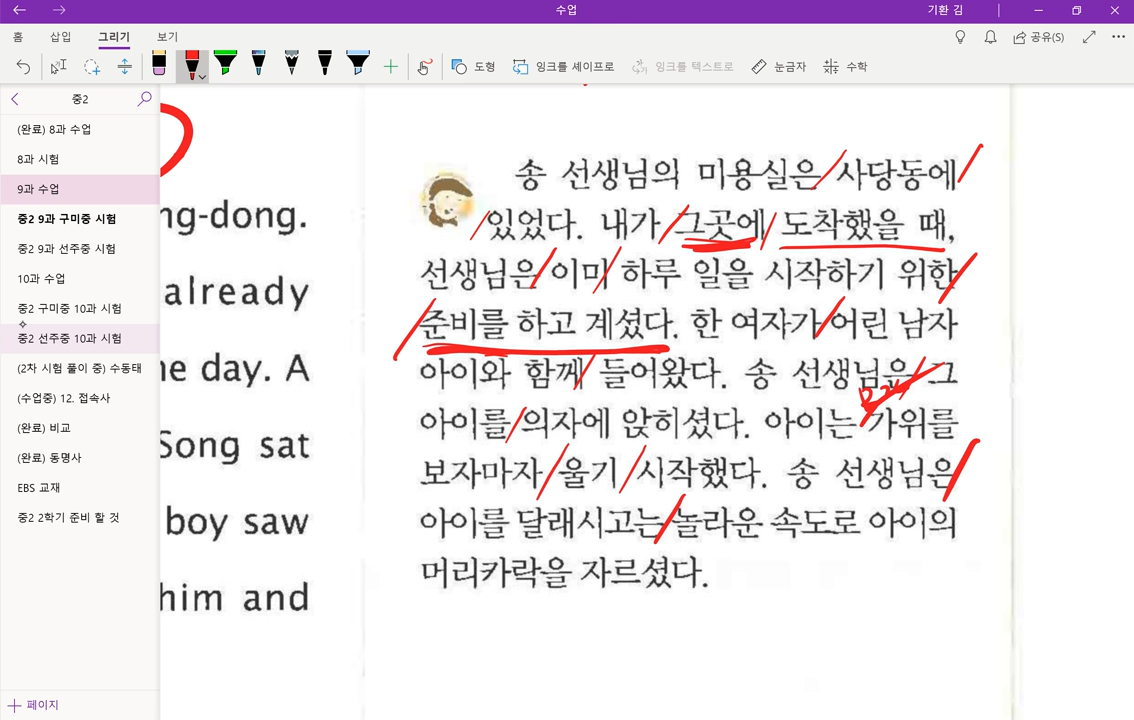 수업
기환 김
홈 삽입 그리기 보기
공유(S)
도형 잉크를 셰이프로 잉크를 텍스트로 눈금자 수학
중2
(완료) 8과 수업
8과 시험
9과 수업
중2 9과 구미중 시험
중2 9과 선주중 시험
10과 수업
중2 구미중 10과 시험
중2 선주중 10과 시험
(2차 시험 풀이 중) 수동태
(수업중) 12. 접속사
(완료) 비교
(완료) 동명사
EBS 교재
중2 2학기 준비 할 것
페이지
ng-dong.
already
ne day. A
Song sat
boy saw
him and
송 선생님의 미용실은 사당동에
있었다. 내가 그곳에 도착했을 때,
선생님은 이미 하루 일을 시작하기 위한
준비를 하고 계셨다. 한 여자가 어린 남자
아이와 함께 들어왔다. 송 선생님은 그
아이를 의자에 앉히셨다. 아이는 가위를
보자마자 울기 시작했다. 송 선생님은
아이를 달래시고는 놀라운 속도로 아이의
머리카락을 자르셨다.